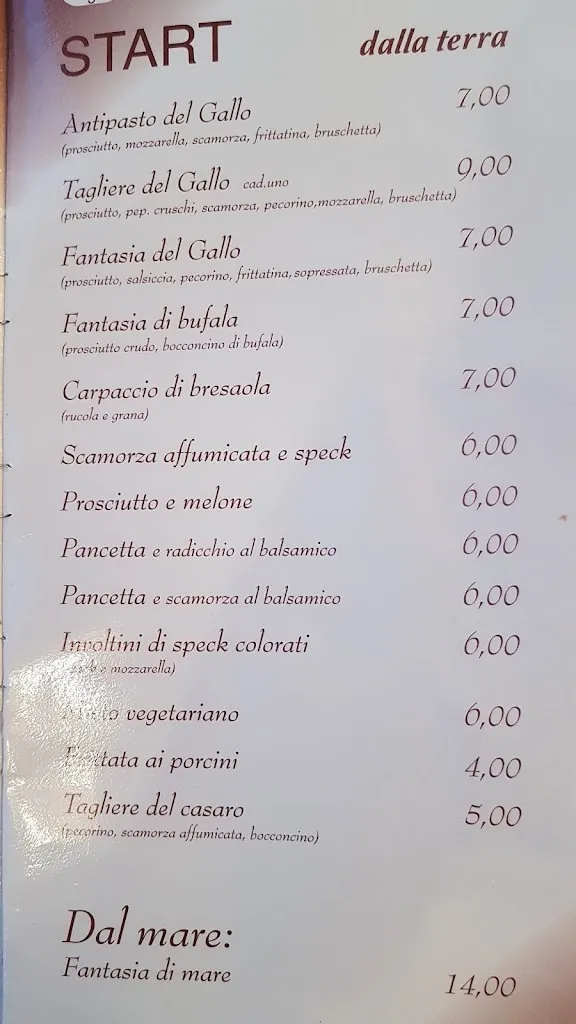 START dalla terra
Antipasto del Gallo 7,00
(prosciutto, mozzarella, scamorza, frittatina, bruschetta)
Tagliere del Gallo cad.uno 9,00
(prosciutto, pep. cruschi, scamorza, pecorino,mozzarella, bruschetta)
Fantasia del Gallo 7,00
(prosciutto, salsiccia, pecorino, frittatina, sopressata, bruschetta)
Fantasia di bufala 7,00
(prosciutto crudo, bocconcino di bufala)
Carpaccio di bresaola 7,00
(rucola e grana)
Scamorza affumicata e speck 6,00
Prosciutto e melone 6,00
Pancetta e radicchio al balsamico 6,00
Pancetta e scamorza al balsamico 6,00
Involtini di speck colorati 6,00
e mozzarella)
vegetariano 6,00
ai porcini 4,00
Tagliere del casaro 5,00
(pecorino, scamorza affumicata, bocconcino)
Dal mare:
Fantasia di mare 14,00